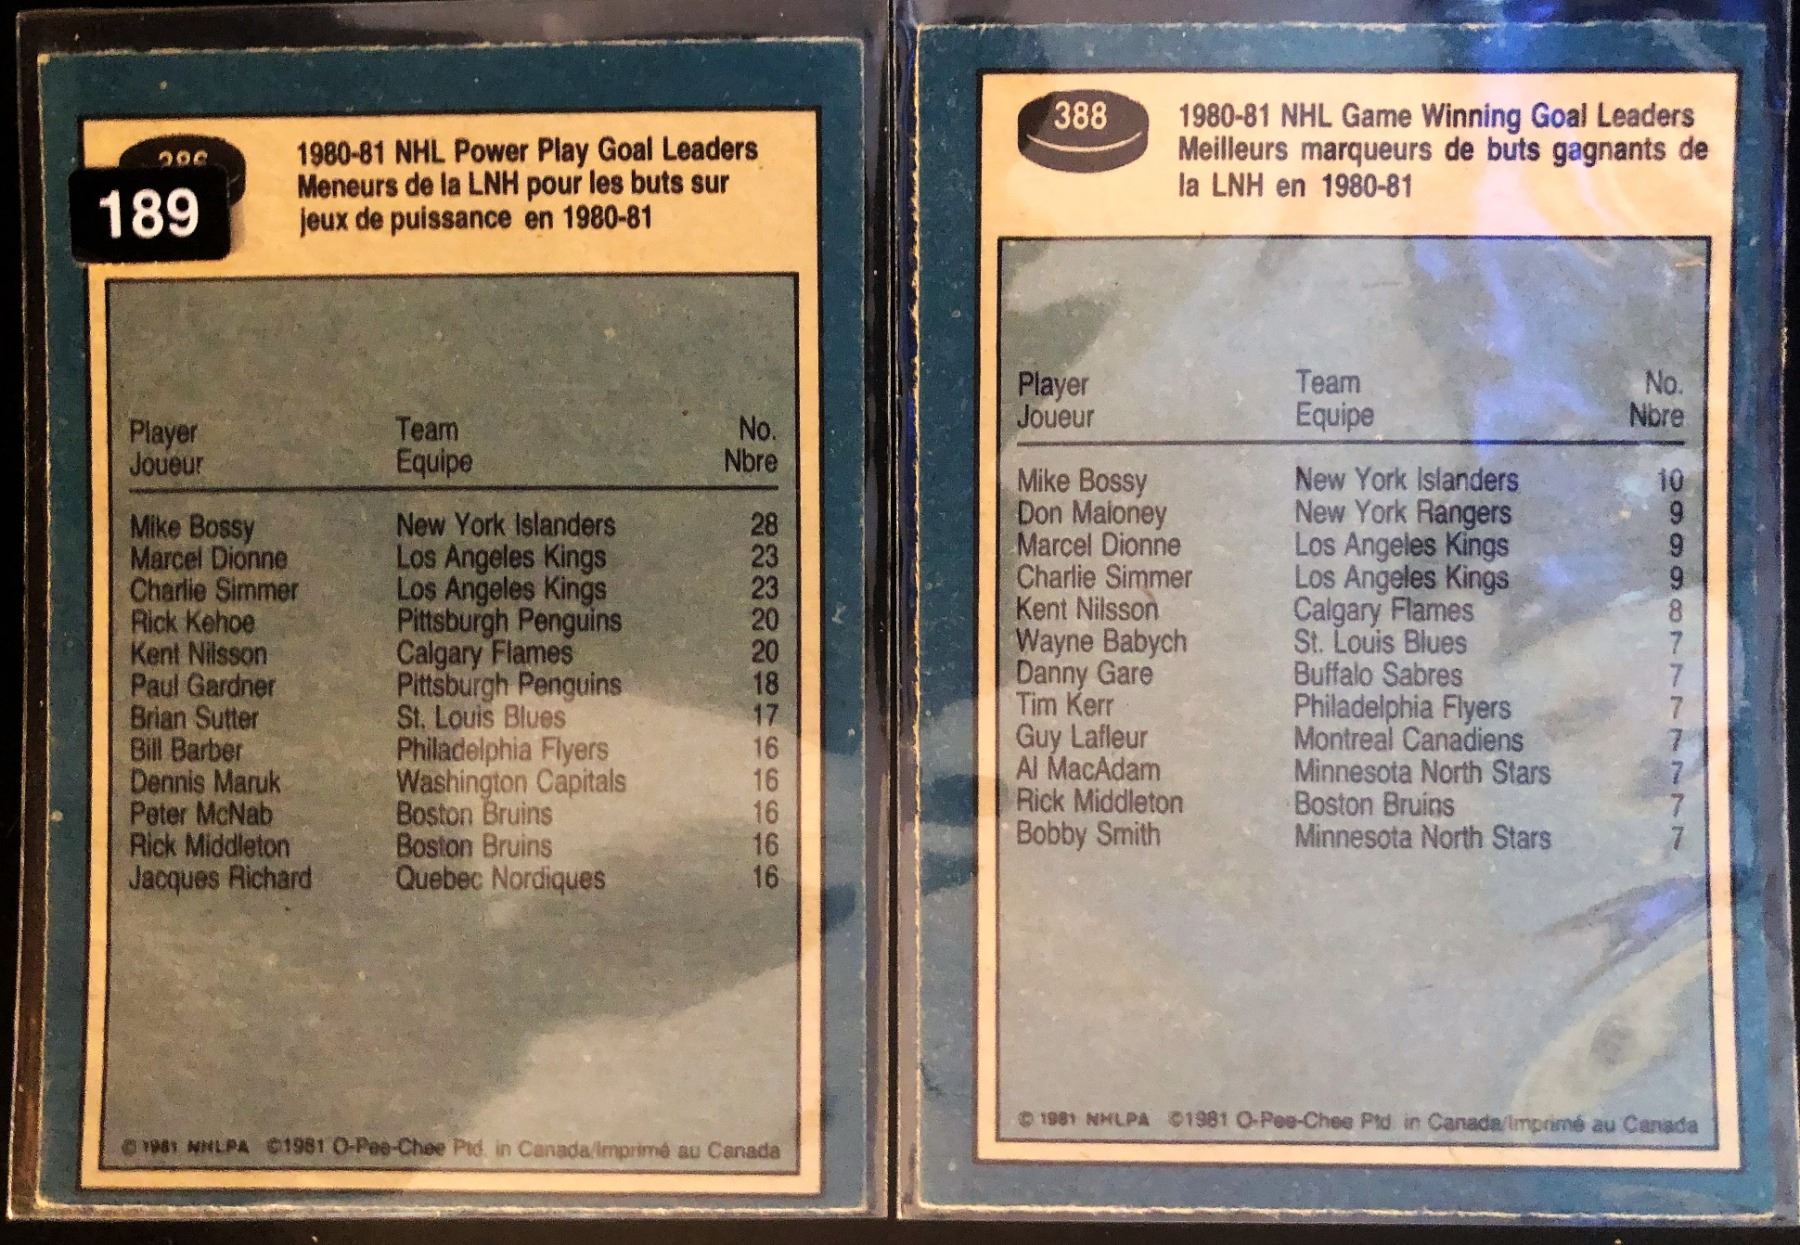 189
1980-81 NHL Power Play Goal Leaders
Meneurs de la LNH pour les buts sur
jeux de puissance en 1980-81
Player Team No.
Joueur Equipe Nbre
Mike Bossy New York Islanders 28
Marcel Dionne Los Angeles Kings 23
Charlie Simmer Los Angeles Kings 23
Rick Kehoe Pittsburgh Penguins 20
Kent Nilsson Calgary Flames 20
Paul Gardner Pittsburgh Penguins 18
Brian Sutter St. Louis Blues 17
Bill Barber Philadelphia Flyers 16
Dennis Maruk Washington Capitals 16
Peter McNab Boston Bruins 16
Rick Middleton Boston Bruins 16
Jacques Richard Quebec Nordiques 16
© 1981 NHLPA ©1981 O-Pee-Chee Ptd. in Canada/Imprimé au Canada
388
1980-81 NHL Game Winning Goal Leaders
Meilleurs marqueurs de buts gagnants de
la LNH en 1980-81
Player Team No.
Joueur Equipe Nbre
Mike Bossy New York Islanders 10
Don Maloney New York Rangers 9
Marcel Dionne Los Angeles Kings 9
Charlie Simmer Los Angeles Kings 9
Kent Nilsson Calgary Flames 8
Wayne Babych St. Louis Blues 7
Danny Gare Buffalo Sabres 7
Tim Kerr Philadelphia Flyers 7
Guy Lafleur Montreal Canadiens 7
Al MacAdam Minnesota North Stars 7
Rick Middleton Boston Bruins 7
Bobby Smith Minnesota North Stars 7
© 1981 NHLPA ©1981 O-Pee-Chee Ptd. in Canada/Imprimé au Canada